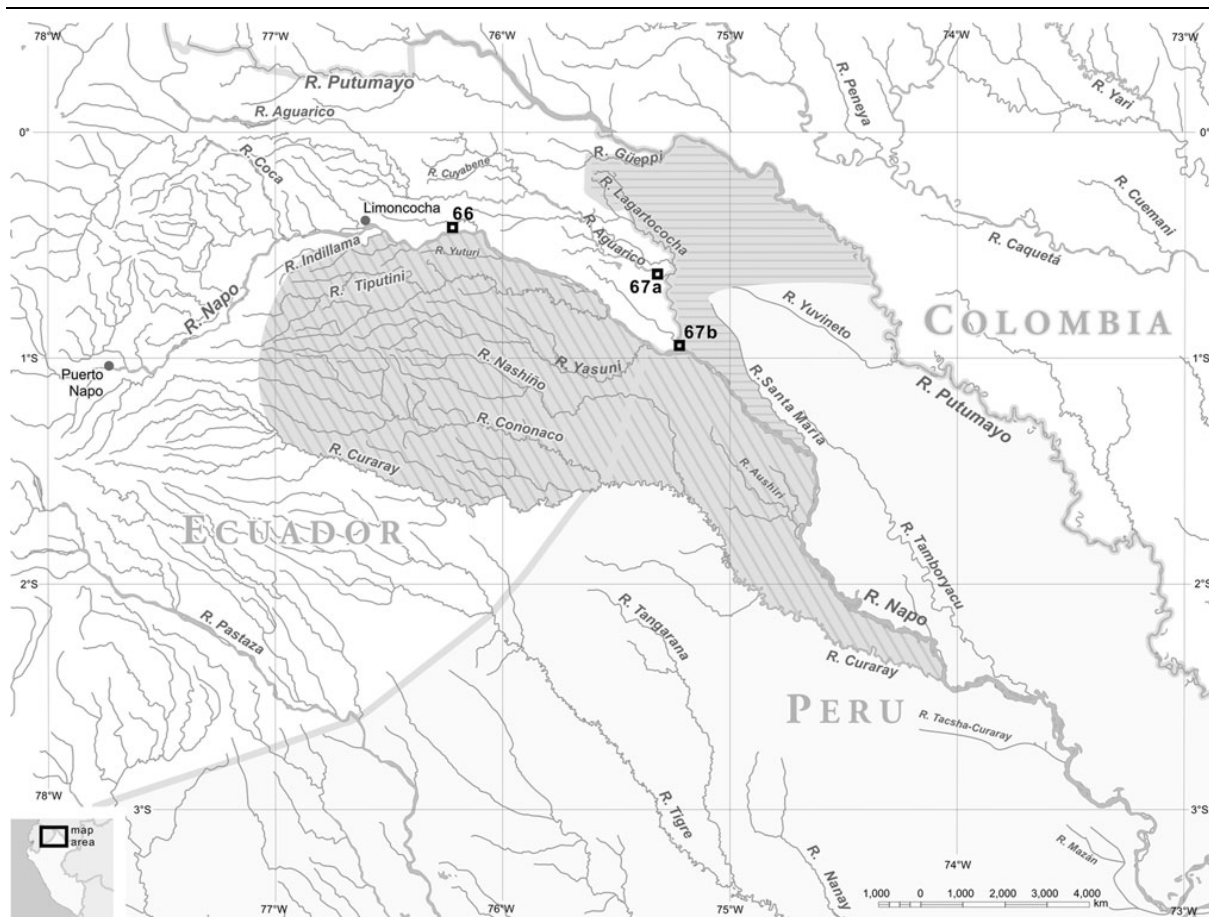 78°W
77°W
76°W
75°W
74°W
73°W
R. Putumayo
R. Aguarico
R. Peneya
R. Yari
0°
0°
R. Coca
R. Güeppi
R. Cuyabene
R. Lagartococha
R. Cuemani
Limoncocha
66
R. Aguarico
R. Caquetá
R. Indillama
R. Yuturi
67a
R. Tiputini
R. Napo
R. Yuvineto
COLOMBIA
67b
1°S
1°S
Puerto
Napo
R. Nashiño
R. Yasuni
R. Santa Maria
R. Putumayo
R. Cononaco
R. Curaray
R. Aushiri
ECUADOR
R. Tamboryacu
2°S
2°S
R. Napo
R. Tangarana
R. Pastaza
R. Curaray
PERU
R. Tacsha-Curaray
78°W
3°S
3°S
R. Tigre
map
area
R. Mazán
R. Nanay
74°W
1,000 0 1,000 2,000 3,000 4,000
km
77°W
76°W
75°W
73°W